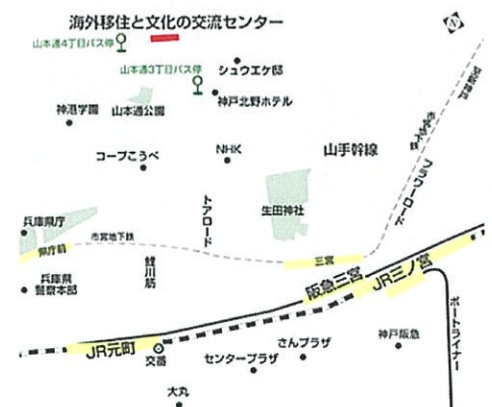 海外移住と文化の交流センター
山本通4丁目バス停
山本通3丁目バス停
シュウエケ邸
神戸北野ホテル
神港学園
山本通公園
コープこうべ
NHK
山手幹線
フラワーロード
トアロード
生田神社
兵庫県庁
県庁前
市営地下鉄
鯉川筋
三宮
兵庫県
警察本部
阪急三宮
JR三ノ宮
JR元町
交番
センタープラザ
さんプラザ
神戸阪急
ポートライナー
大丸